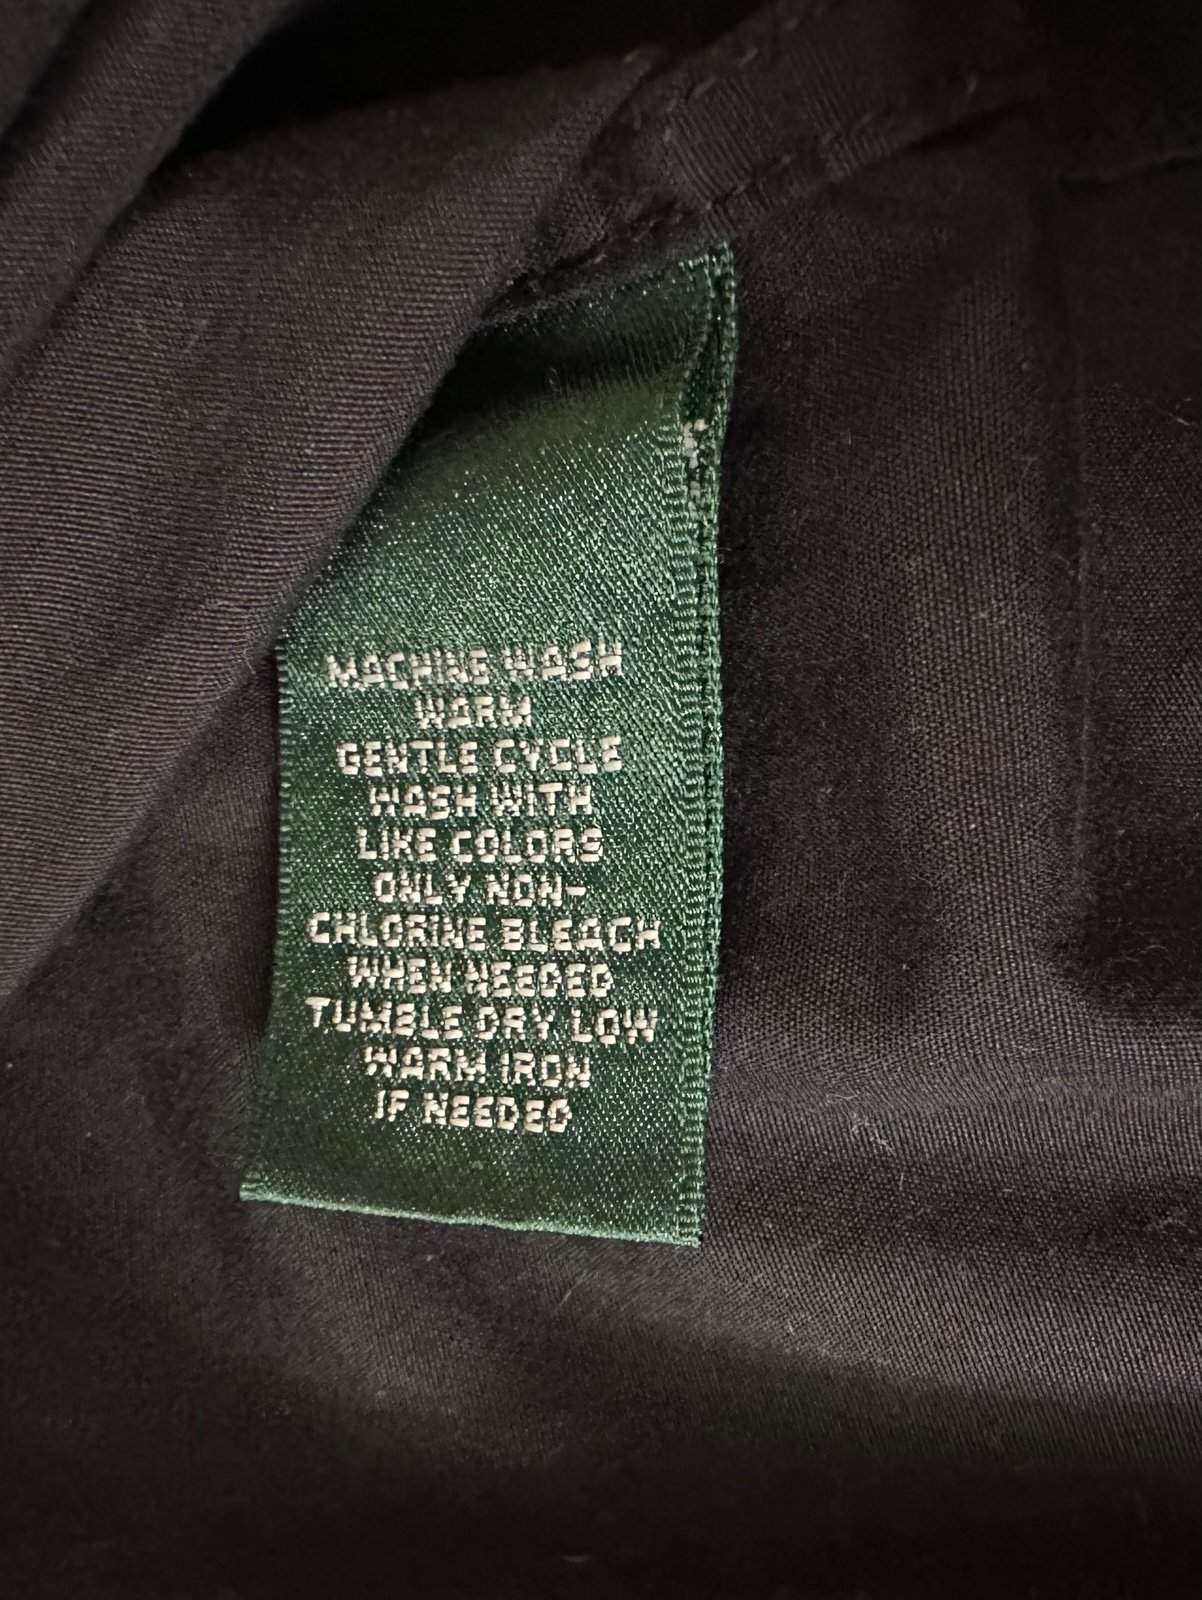 MACHINE WASH
WARM
GENTLE CYCLE
WASH WITH
LIKE COLORS
ONLY NON-
CHLORINE BLEACH
WHEN NEEDED
TUMBLE DRY LOW
WARM IRON
IF NEEDED